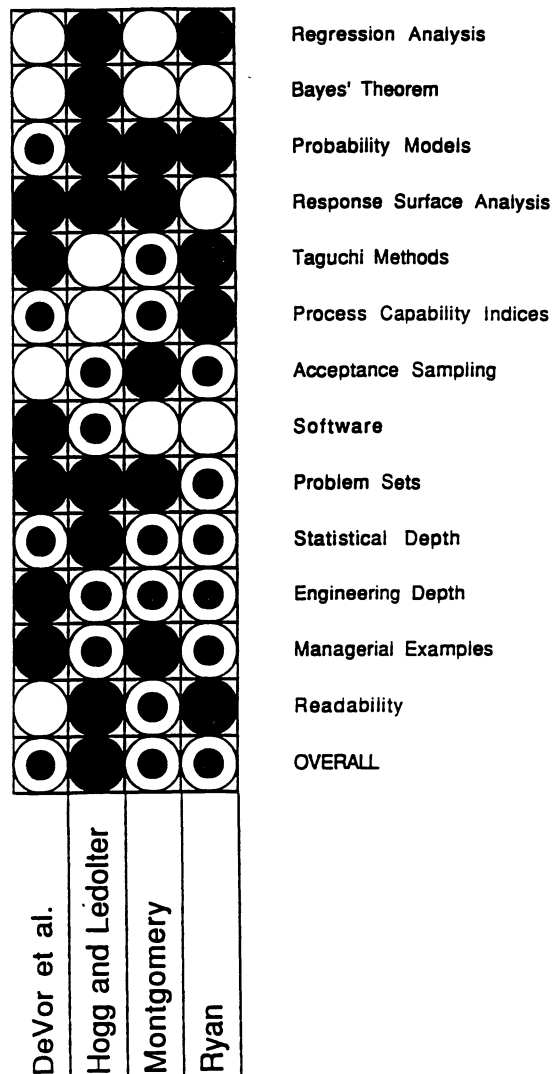 Regression Analysis
Bayes' Theorem
Probability Models
Response Surface Analysis
Taguchi Methods
Process Capability Indices
Acceptance Sampling
Software
Problem Sets
Statistical Depth
Engineering Depth
Managerial Examples
Readability
OVERALL
DeVor et al.
Hogg and Ledolter
Montgomery
Ryan